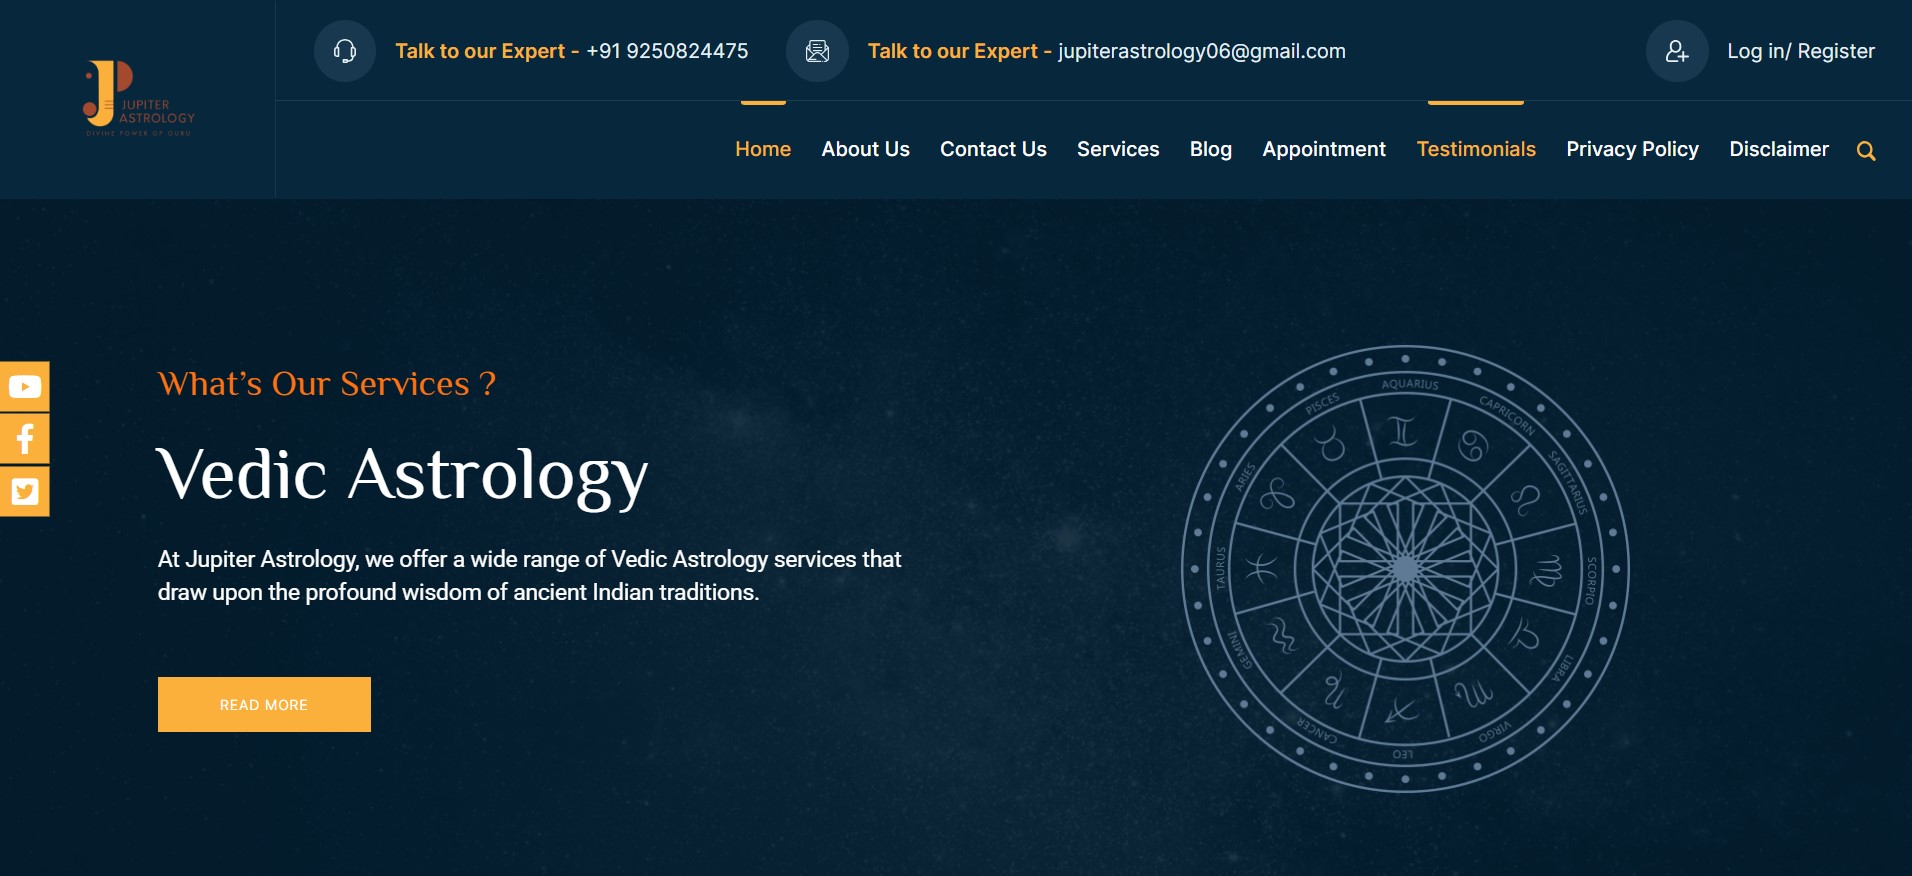 JUPITER
ASTROLOGY
DIVINE POWER OF GURU
Talk to our Expert - +91 9250824475
Talk to our Expert - jupiterastrology06@gmail.com
Log in/ Register
Home About Us Contact Us Services Blog Appointment Testimonials Privacy Policy Disclaimer
What’s Our Services ?
Vedic Astrology
At Jupiter Astrology, we offer a wide range of Vedic Astrology services that
draw upon the profound wisdom of ancient Indian traditions.
READ MORE
AQUARIUS
CAPRICORN
SAGITTARIUS
SCORPIO
LIBRA
VIRGO
LEO
CANCER
GEMINI
TAURUS
ARIES
PISCES